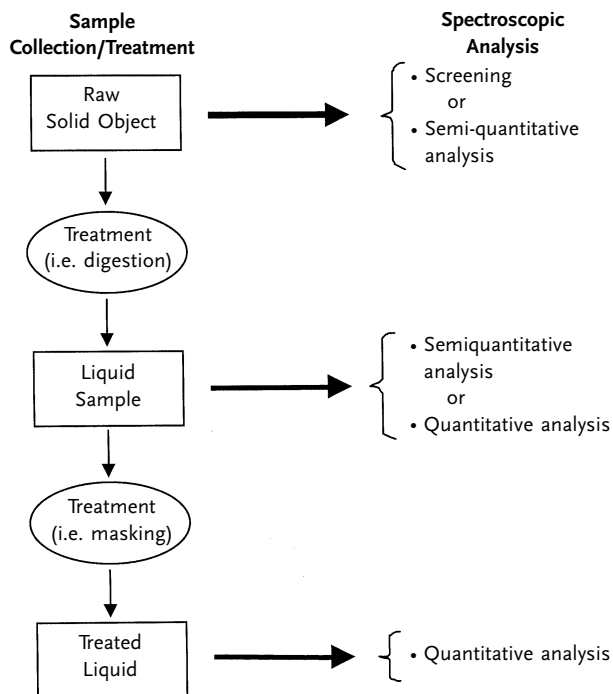 Sample
Collection/Treatment
Spectroscopic
Analysis
Raw
Solid Object
• Screening
or
• Semi-quantitative
analysis
Treatment
(i.e. digestion)
Liquid
Sample
• Semiquantitative
analysis
or
• Quantitative analysis
Treatment
(i.e. masking)
Treated
Liquid
• Quantitative analysis